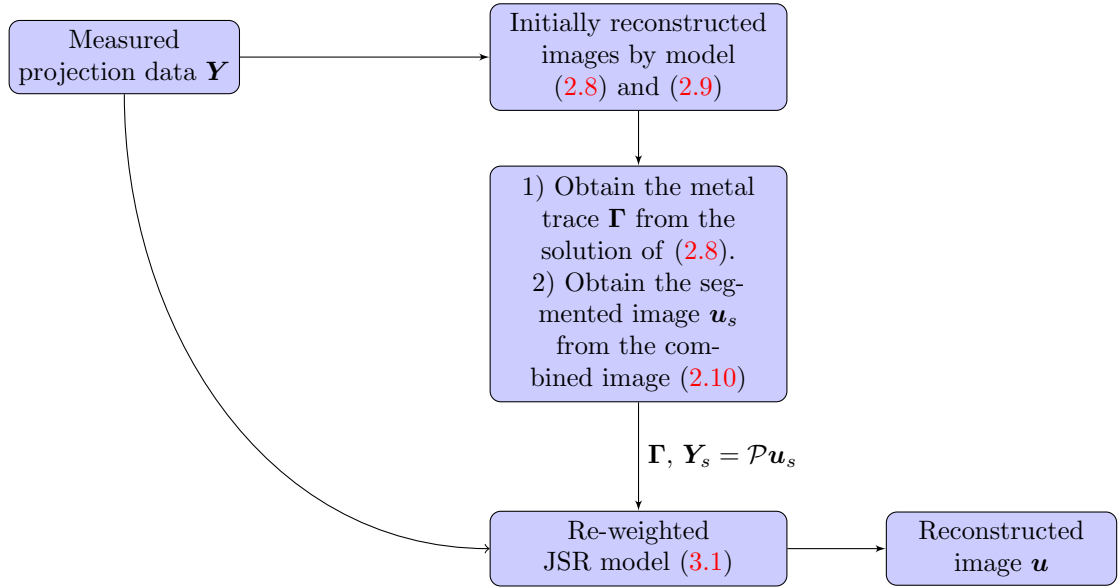 Measured
projection data Y
Initially reconstructed
images by model
(2.8) and (2.9)
1) Obtain the metal
trace Γ from the
solution of (2.8).
2) Obtain the seg-
mented image u_s
from the com-
bined image (2.10)
Γ, Y_s = 𝒫u_s
Re-weighted
JSR model (3.1)
Reconstructed
image u